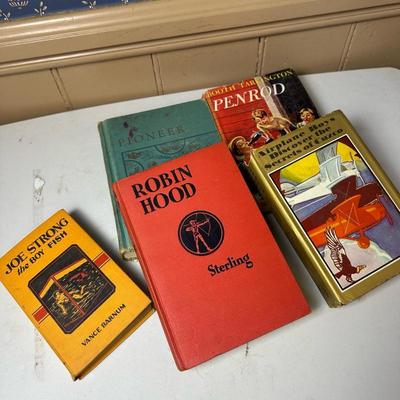 PIONEER
BOOTH TARKINGTON
PENROD
Airplane Boys
Discover the
Secrets of Cuzco
ROBIN
HOOD
Sterling
JOE STRONG
the BOY FISH
VANCE BARNUM